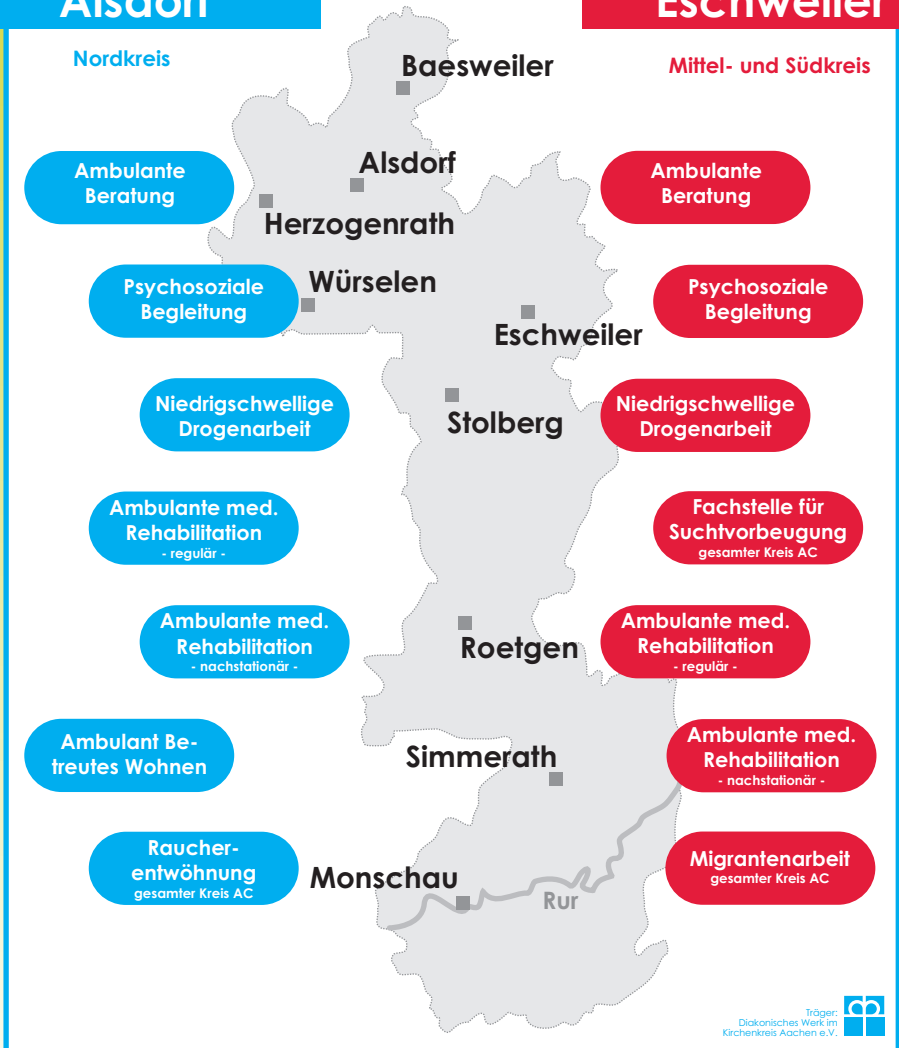 Alsdorf
Nordkreis
Ambulante
Beratung
Psychosoziale
Begleitung
Niedrigschwellige
Drogenarbeit
Ambulante med.
Rehabilitation
- regulär -
Ambulante med.
Rehabilitation
- nachstationär -
Ambulant Be-
treutes Wohnen
Raucher-
entwöhnung
gesamter Kreis AC
Baesweiler
Alsdorf
Herzogenrath
Würselen
Eschweiler
Stolberg
Roetgen
Simmerath
Monschau
Rur
Eschweiler
Mittel- und Südkreis
Ambulante
Beratung
Psychosoziale
Begleitung
Niedrigschwellige
Drogenarbeit
Fachstelle für
Suchtvorbeugung
gesamter Kreis AC
Ambulante med.
Rehabilitation
- regulär -
Ambulante med.
Rehabilitation
- nachstationär -
Migrantenarbeit
gesamter Kreis AC
Träger:
Diakonisches Werk im
Kirchenkreis Aachen e.V.